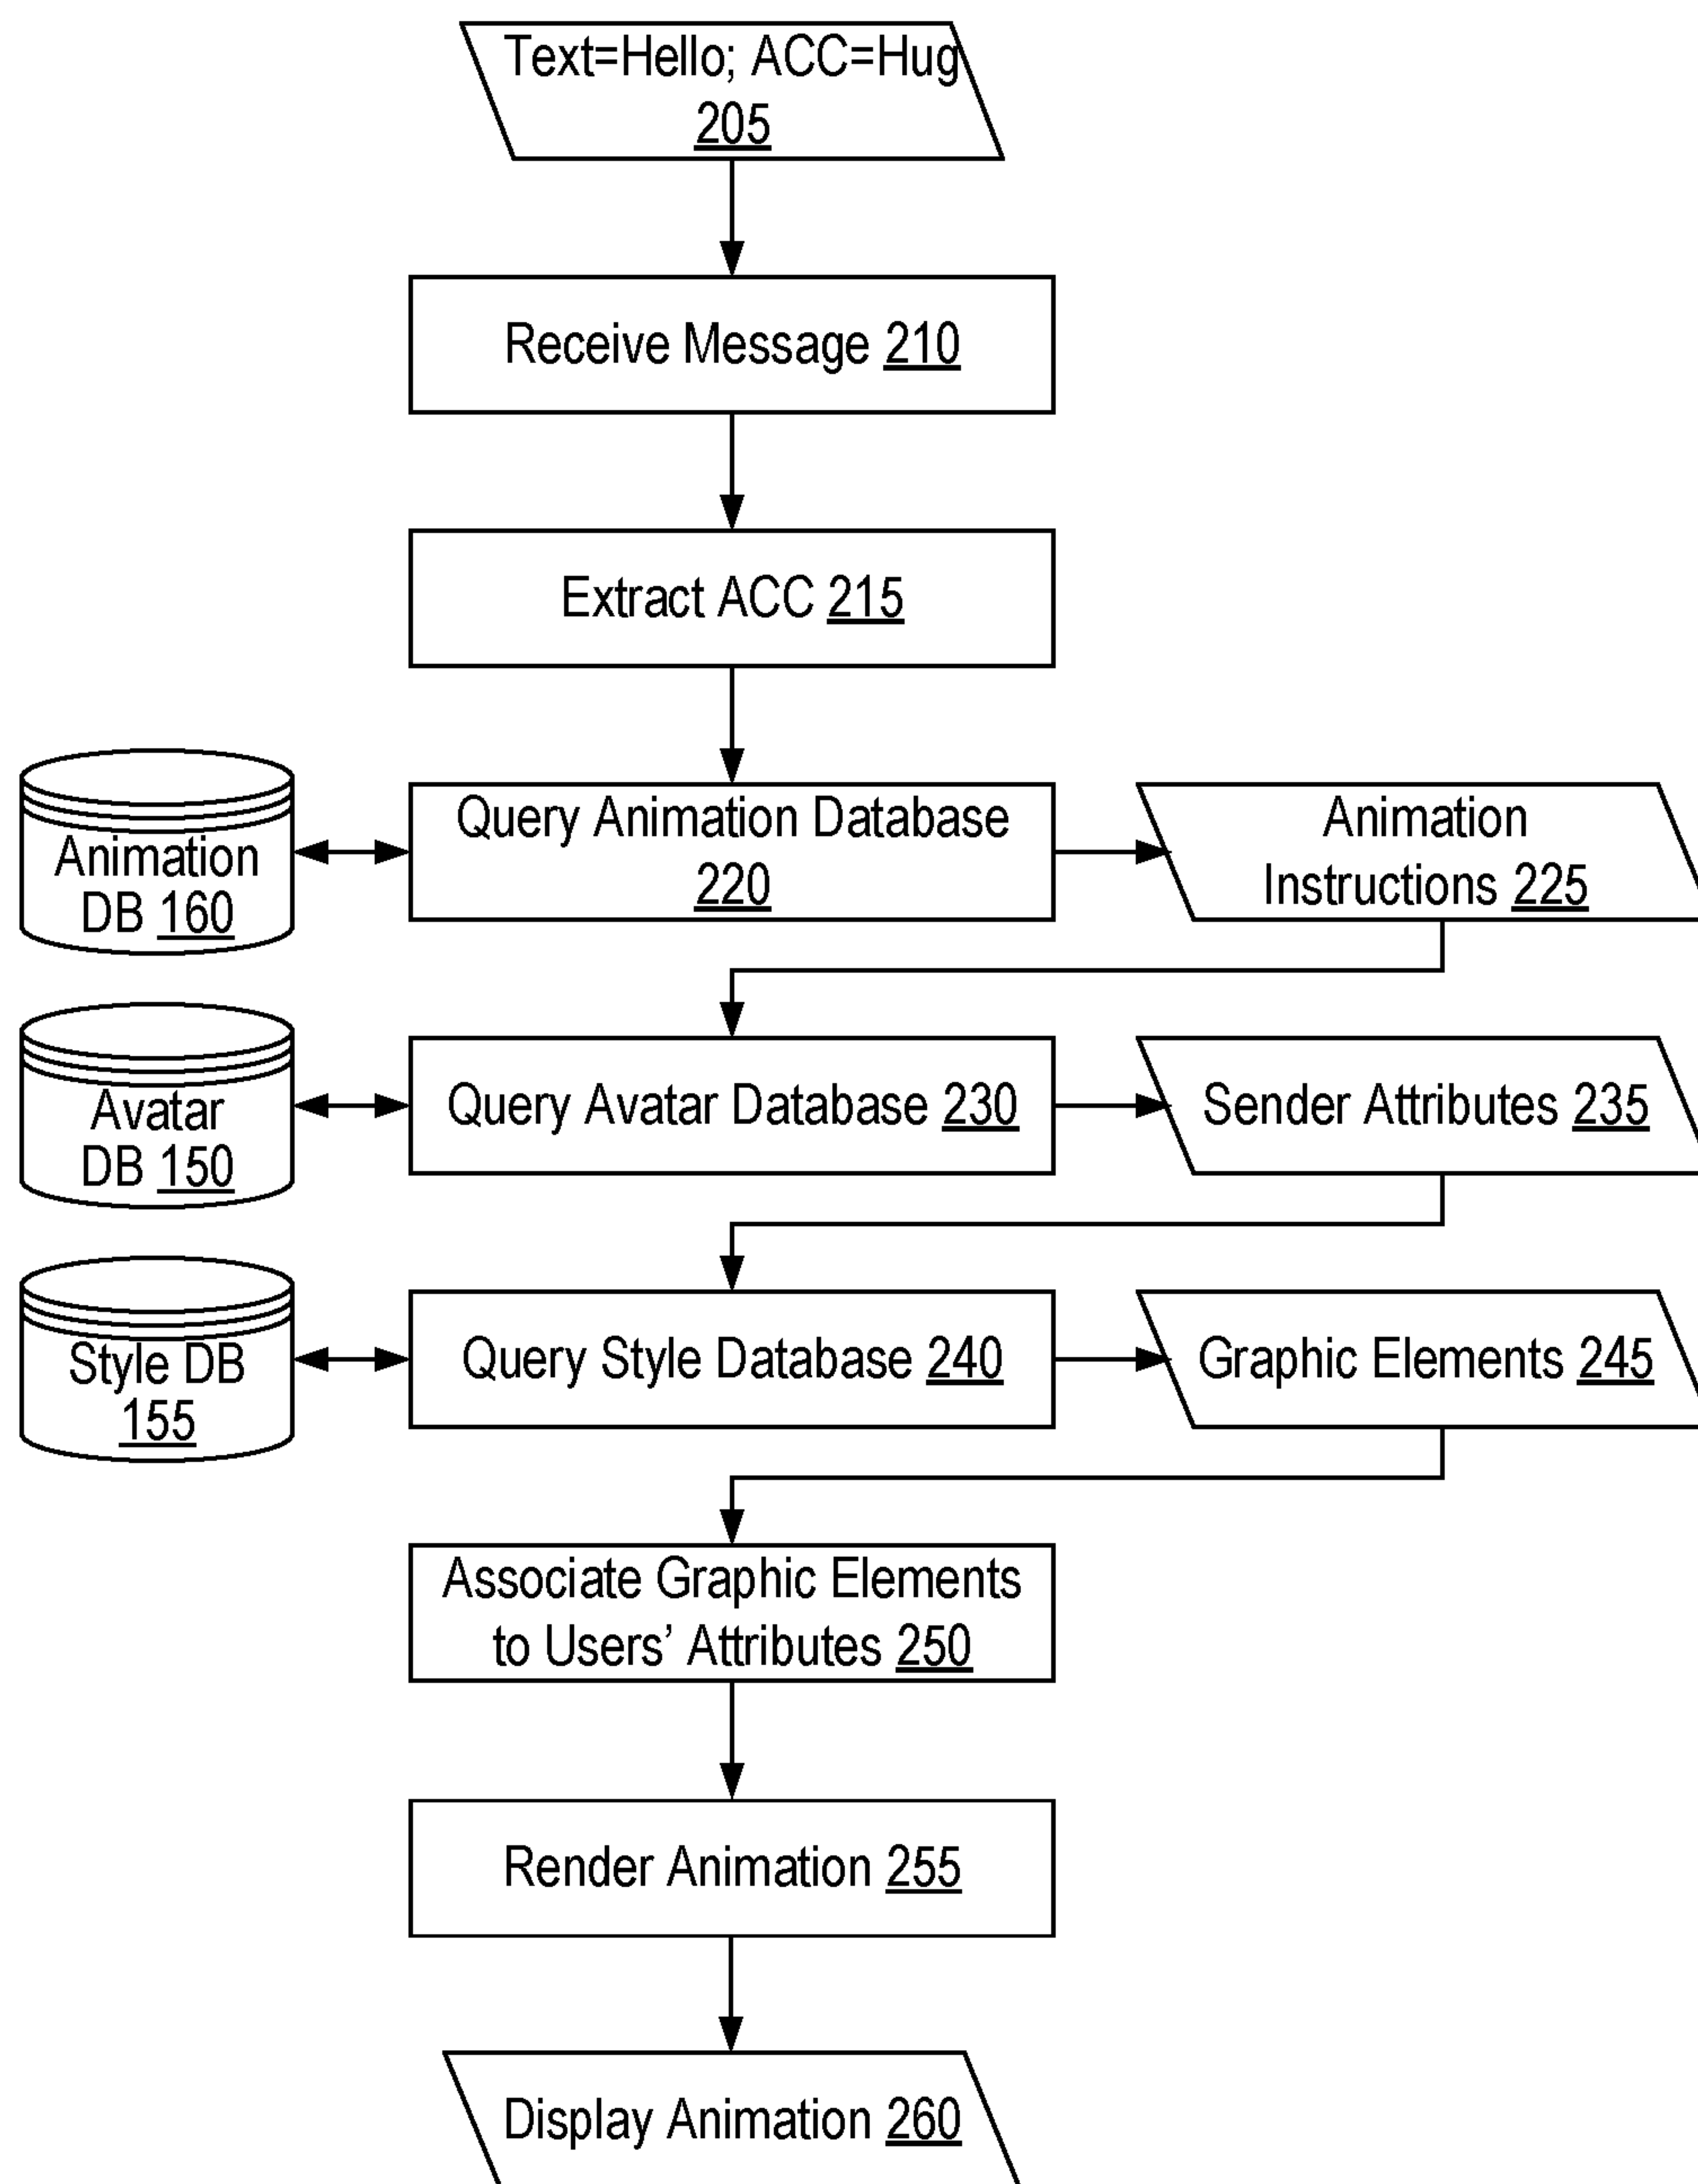 Text=Hello; ACC=Hug
205
Receive Message 210
Extract ACC 215
Animation
DB 160
Query Animation Database
220
Animation
Instructions 225
Avatar
DB 150
Query Avatar Database 230
Sender Attributes 235
Style DB
155
Query Style Database 240
Graphic Elements 245
Associate Graphic Elements
to Users’ Attributes 250
Render Animation 255
Display Animation 260